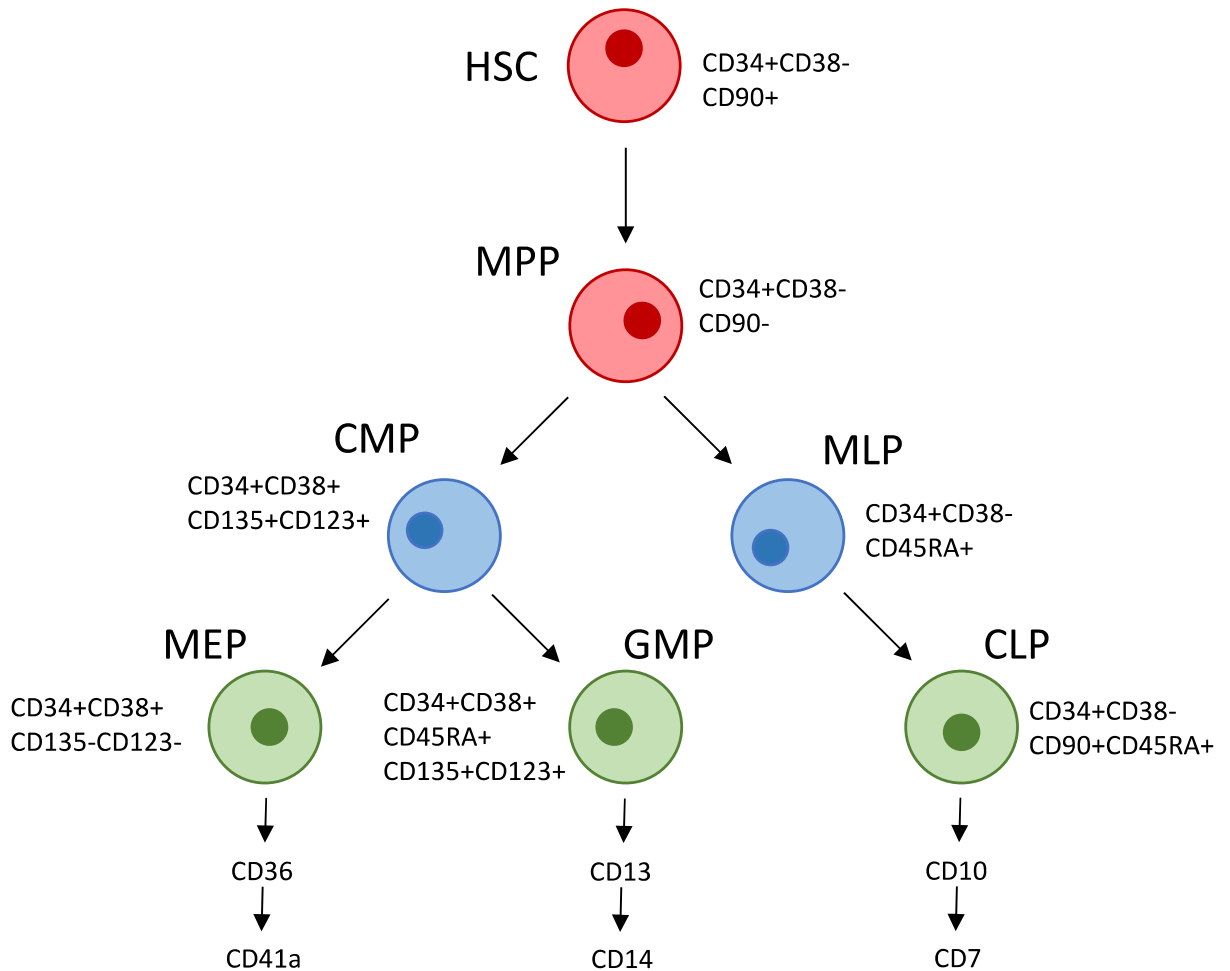 HSC
CD34+CD38-
CD90+
MPP
CD34+CD38-
CD90-
CMP
CD34+CD38+
CD135+CD123+
MLP
CD34+CD38-
CD45RA+
MEP
CD34+CD38+
CD135-CD123-
GMP
CD34+CD38+
CD45RA+
CD135+CD123+
CLP
CD34+CD38-
CD90+CD45RA+
CD36
CD13
CD10
CD41a
CD14
CD7